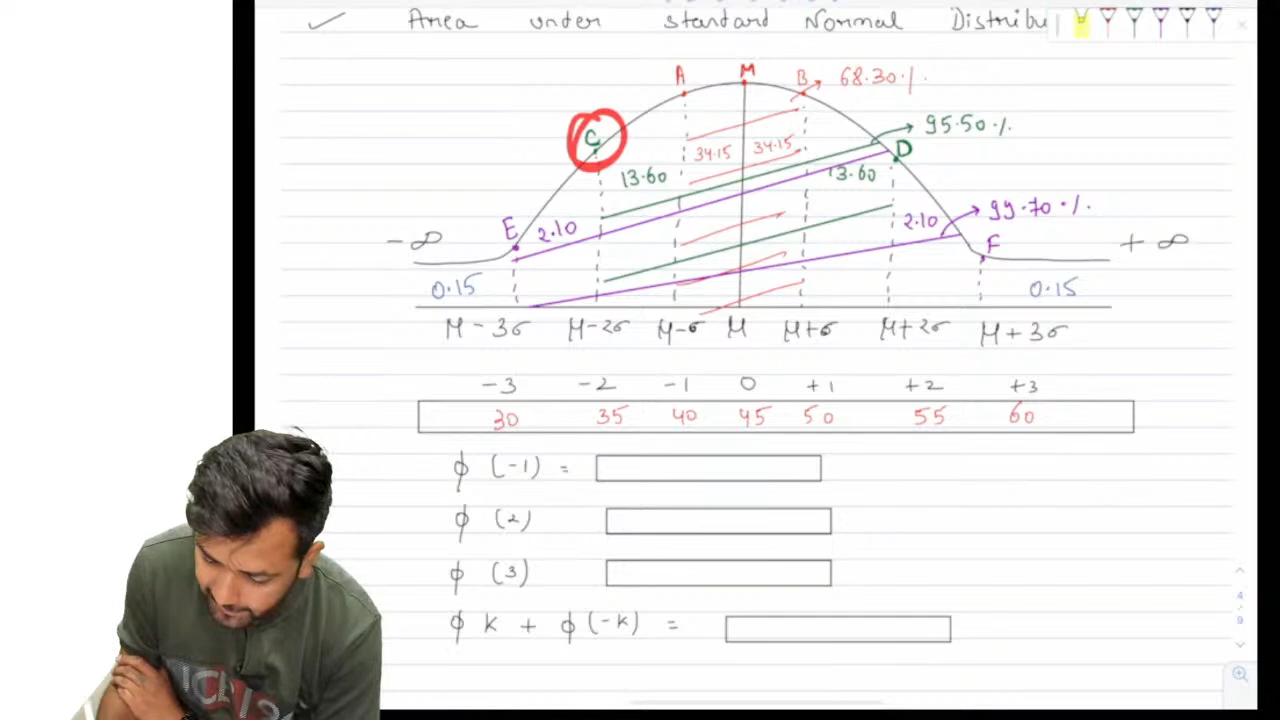 ✓ Area under standard Normal Distribu
A M B 68.30%.
C 34.15 34.15 95.50%. D
13.60 13.60
E 2.10 2.10 99.70%. F
-∞ +∞
0.15 0.15
μ-3σ μ-2σ μ-σ μ μ+σ μ+2σ μ+3σ
-3 -2 -1 0 +1 +2 +3
30 35 40 45 50 55 60
φ (-1) =
φ (2)
φ (3)
φ k + φ (-k) =
4
9